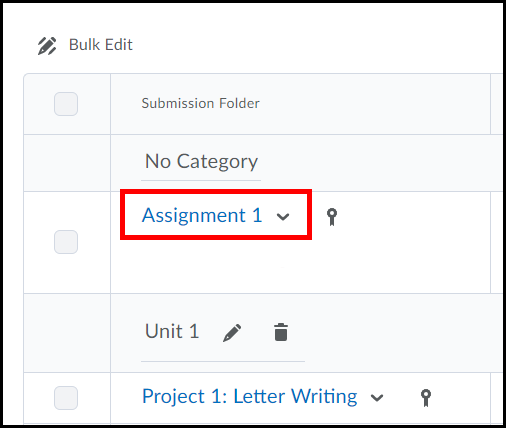 Bulk Edit
Submission Folder
No Category
Assignment 1
Unit 1
Project 1: Letter Writing